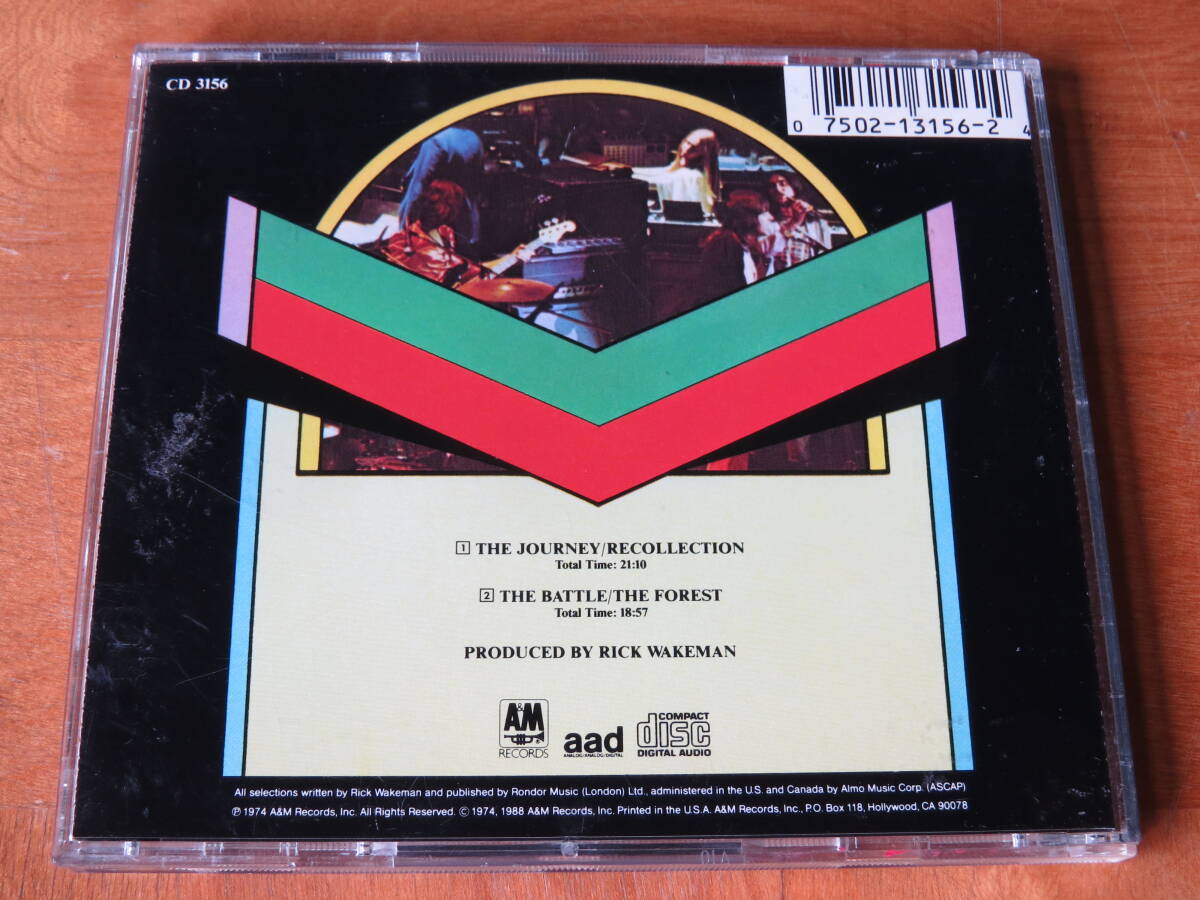 CD 3156
0 7502-13156-2 4
1 THE JOURNEY/RECOLLECTION
Total Time: 21:10
2 THE BATTLE/THE FOREST
Total Time: 18:57
PRODUCED BY RICK WAKEMAN
A&M
RECORDS
aad
ANALOG/ANALOG/DIGITAL
COMPACT
disc
DIGITAL AUDIO
All selections written by Rick Wakeman and published by Rondor Music (London) Ltd., administered in the U.S. and Canada by Almo Music Corp. (ASCAP)
℗ 1974 A&M Records, Inc. All Rights Reserved. © 1974, 1988 A&M Records, Inc. Printed in the U.S.A. A&M Records, Inc., P.O. Box 118, Hollywood, CA 90078